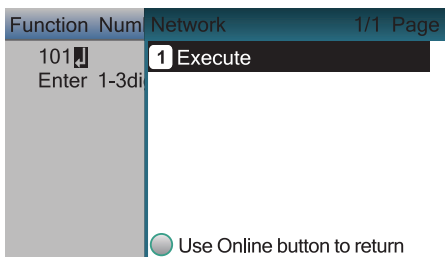 Function Num
101
Enter 1-3di
Network 1/1 Page
1 Execute
Use Online button to return